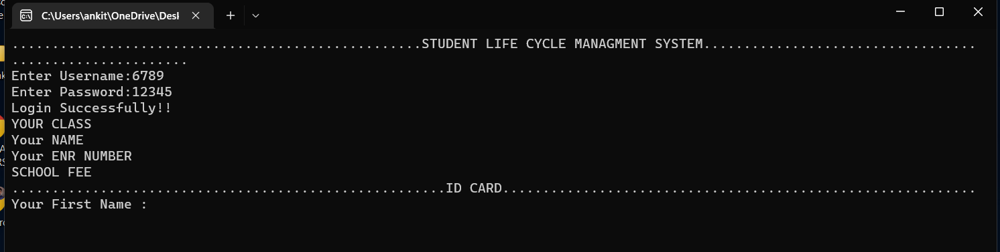 C:\Users\ankit\OneDrive\Desk
...................................................STUDENT LIFE CYCLE MANAGMENT SYSTEM..................................
......................
Enter Username:6789
Enter Password:12345
Login Successfully!!
YOUR CLASS
Your NAME
Your ENR NUMBER
SCHOOL FEE
......................................................ID CARD...........................................................
Your First Name :